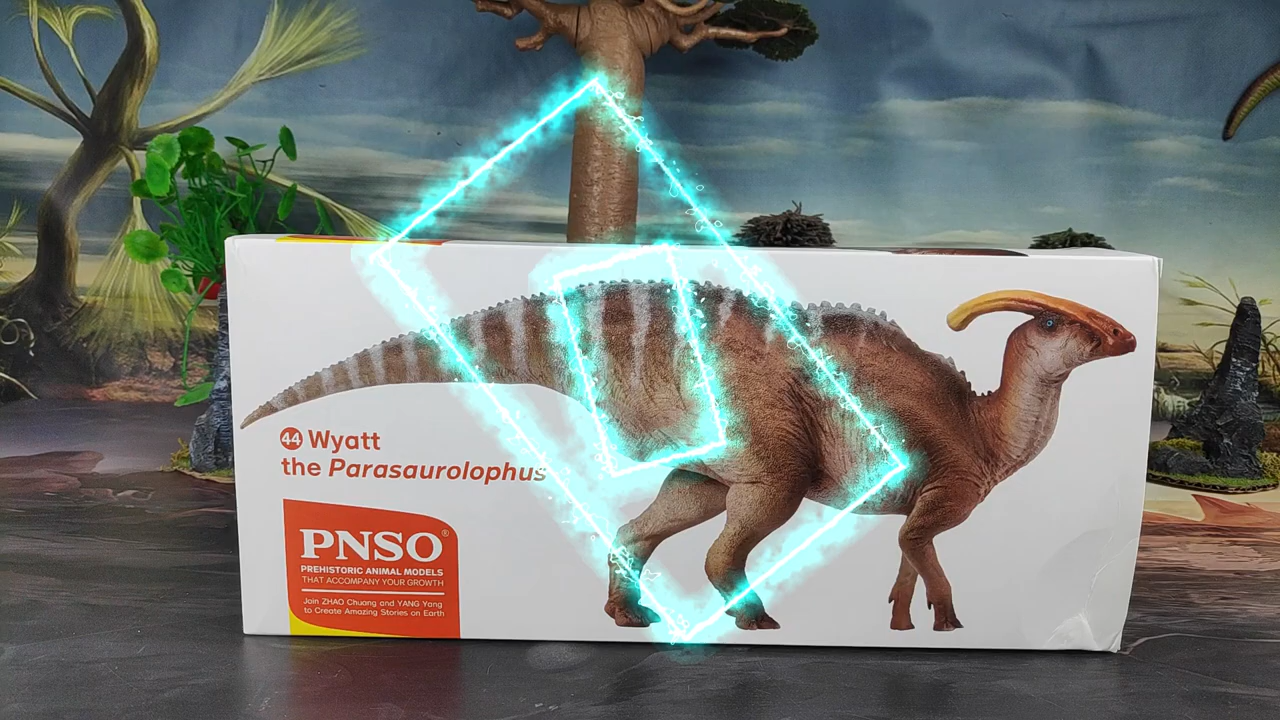 44 Wyatt
the Parasaurolophus
PNSO®
PREHISTORIC ANIMAL MODELS
THAT ACCOMPANY YOUR GROWTH
Join ZHAO Chuang and YANG Yang
to Create Amazing Stories on Earth